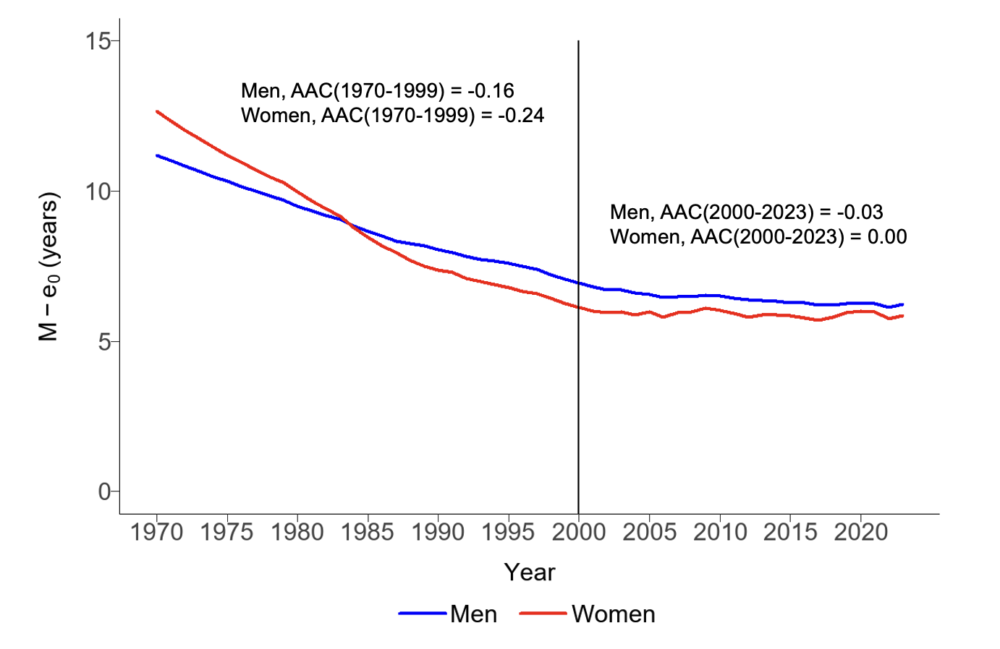 15
Men, AAC(1970-1999) = -0.16
Women, AAC(1970-1999) = -0.24
10
Men, AAC(2000-2023) = -0.03
Women, AAC(2000-2023) = 0.00
M − e₀ (years)
5
0
1970 1975 1980 1985 1990 1995 2000 2005 2010 2015 2020
Year
Men Women